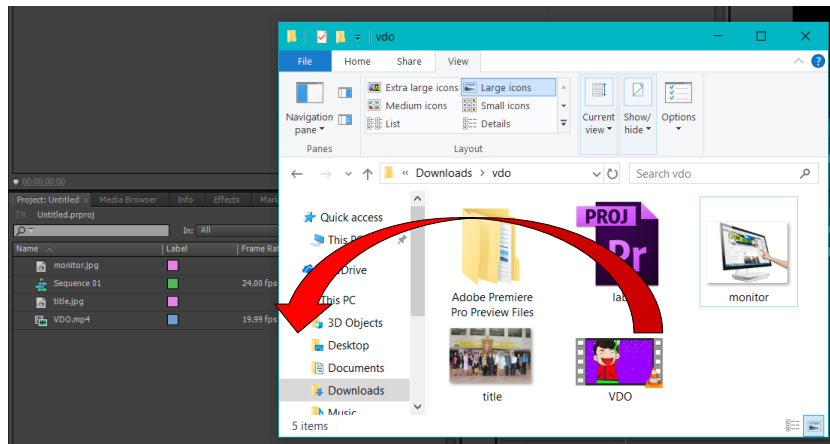 vdo
File Home Share View
Navigation pane
Extra large icons Large icons
Medium icons Small icons
List Details
Current view
Show/ hide
Options
Panes Layout
« Downloads > vdo
Search vdo
00:00:00:00
Project: Untitled × Media Browser Info Effects Mark
Untitled.prproj
In: All
Name Label Frame Rat
monitor.jpg
Sequence 01 24.00 fps
title.jpg
VDO.mp4 19.99 fps
Quick access
This P
Drive
This PC
3D Objects
Desktop
Documents
Downloads
Music
PROJ
Pr
Adobe Premiere
Pro Preview Files
lab
monitor
title
VDO
5 items